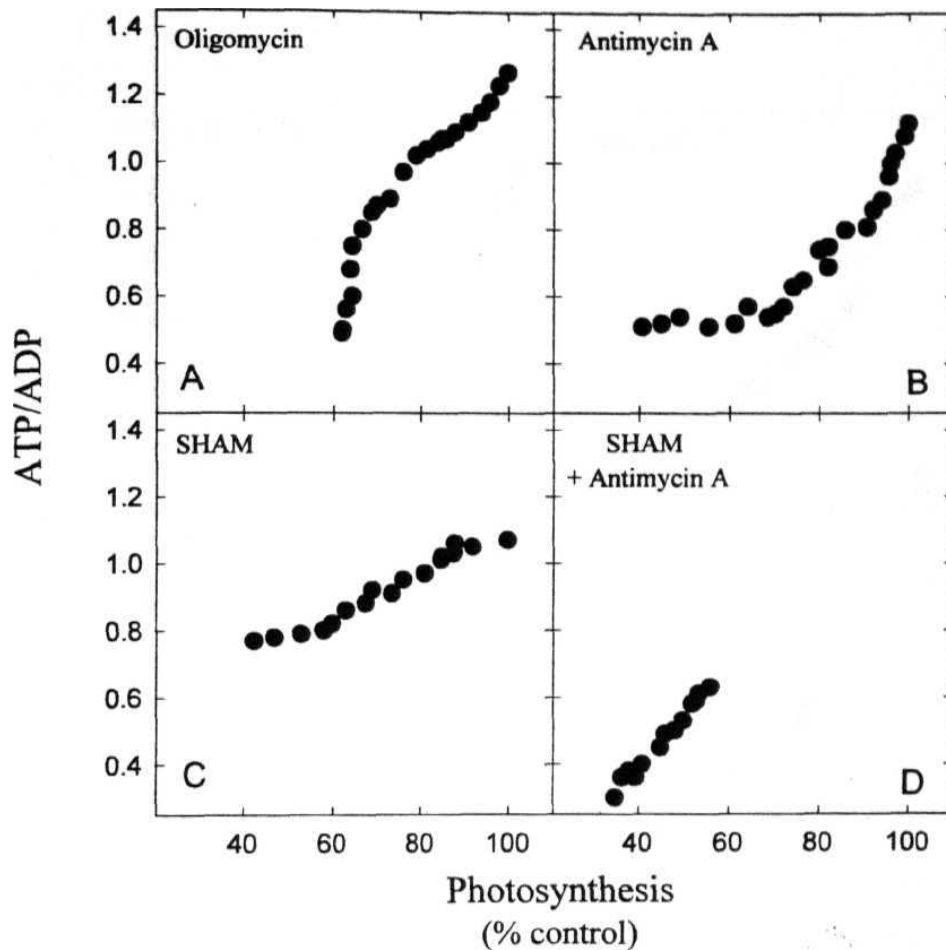 1.4
1.2
1.0
0.8
0.6
0.4
Oligomycin
A
Antimycin A
B
ATP/ADP
1.4
1.2
1.0
0.8
0.6
0.4
SHAM
C
SHAM
+ Antimycin A
D
40 60 80 100
40 60 80 100
Photosynthesis
(% control)